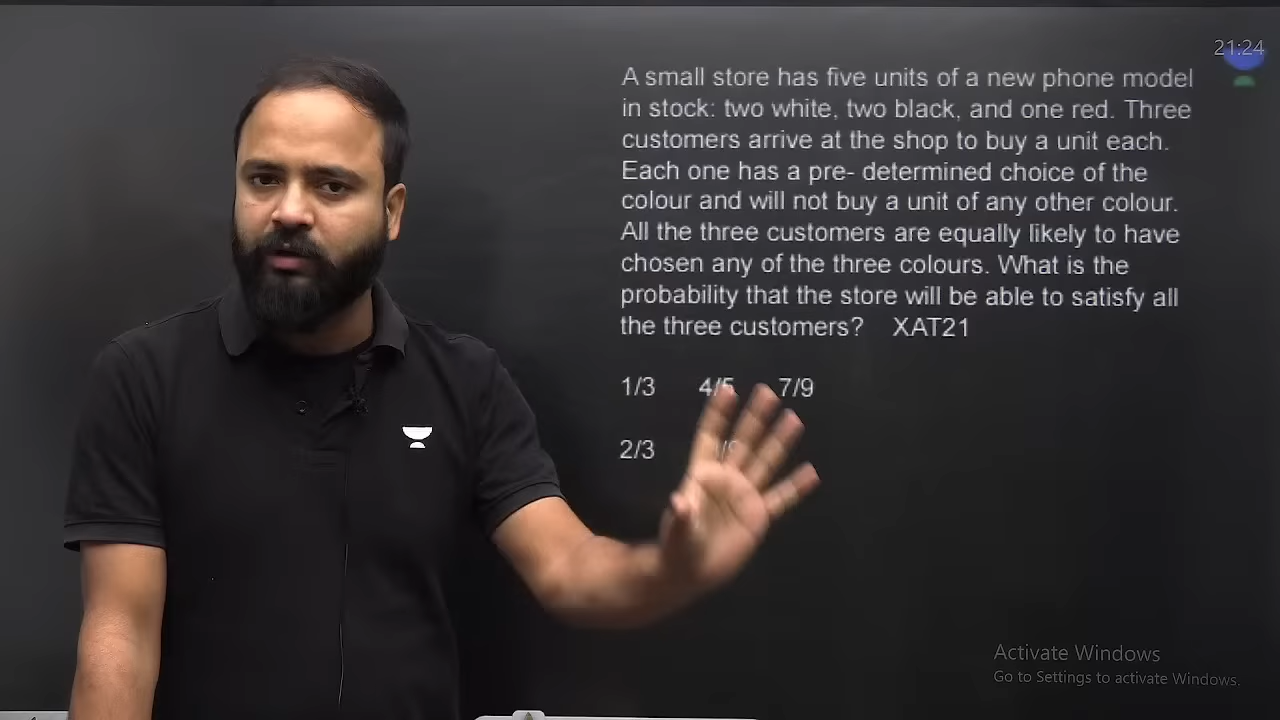 21:24
A small store has five units of a new phone model
in stock: two white, two black, and one red. Three
customers arrive at the shop to buy a unit each.
Each one has a pre- determined choice of the
colour and will not buy a unit of any other colour.
All the three customers are equally likely to have
chosen any of the three colours. What is the
probability that the store will be able to satisfy all
the three customers? XAT21
1/3 4/5 7/9
2/3
Activate Windows
Go to Settings to activate Windows.